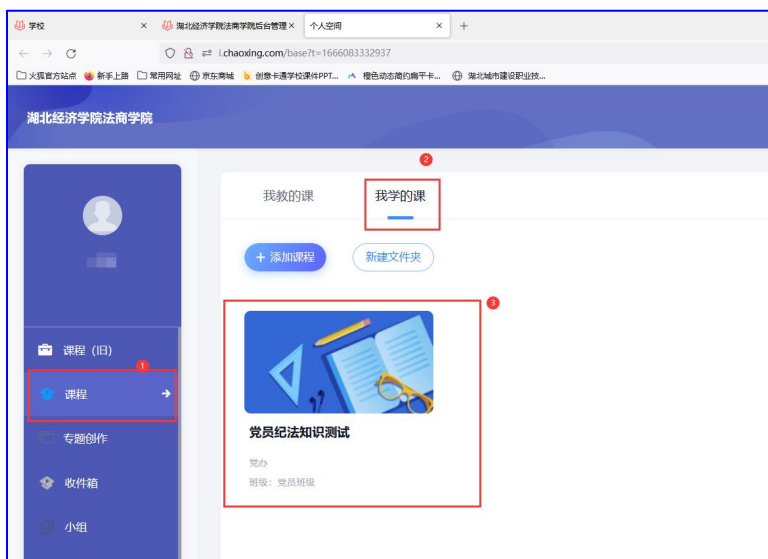 学校
湖北经济学院法商学院后台管理
个人空间
i.chaoxing.com/base?t=1666083332937
火狐官方站点 新手上路 常用网址 京东商城 创意卡通学校课件PPT... 橙色动态简约扁平卡... 湖北城市建设职业技...
湖北经济学院法商学院
2
我教的课 我学的课
+ 添加课程 新建文件夹
3
课程（旧）
1
课程
党员纪法知识测试
专题创作
党办
收件箱
班级：党员班级
小组